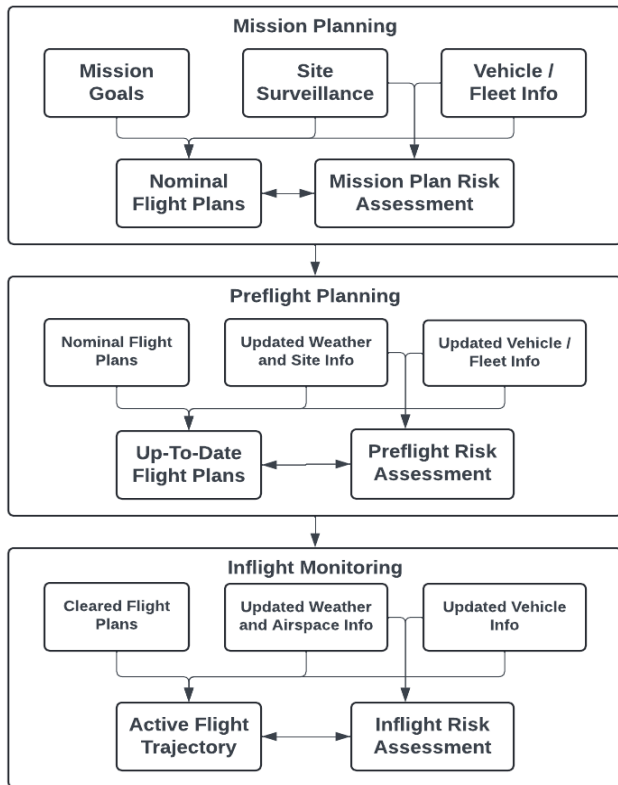 Mission Planning
Mission
Goals
Site
Surveillance
Vehicle /
Fleet Info
Nominal
Flight Plans
Mission Plan Risk
Assessment
Preflight Planning
Nominal Flight
Plans
Updated Weather
and Site Info
Updated Vehicle /
Fleet Info
Up-To-Date
Flight Plans
Preflight Risk
Assessment
Inflight Monitoring
Cleared Flight
Plans
Updated Weather
and Airspace Info
Updated Vehicle
Info
Active Flight
Trajectory
Inflight Risk
Assessment